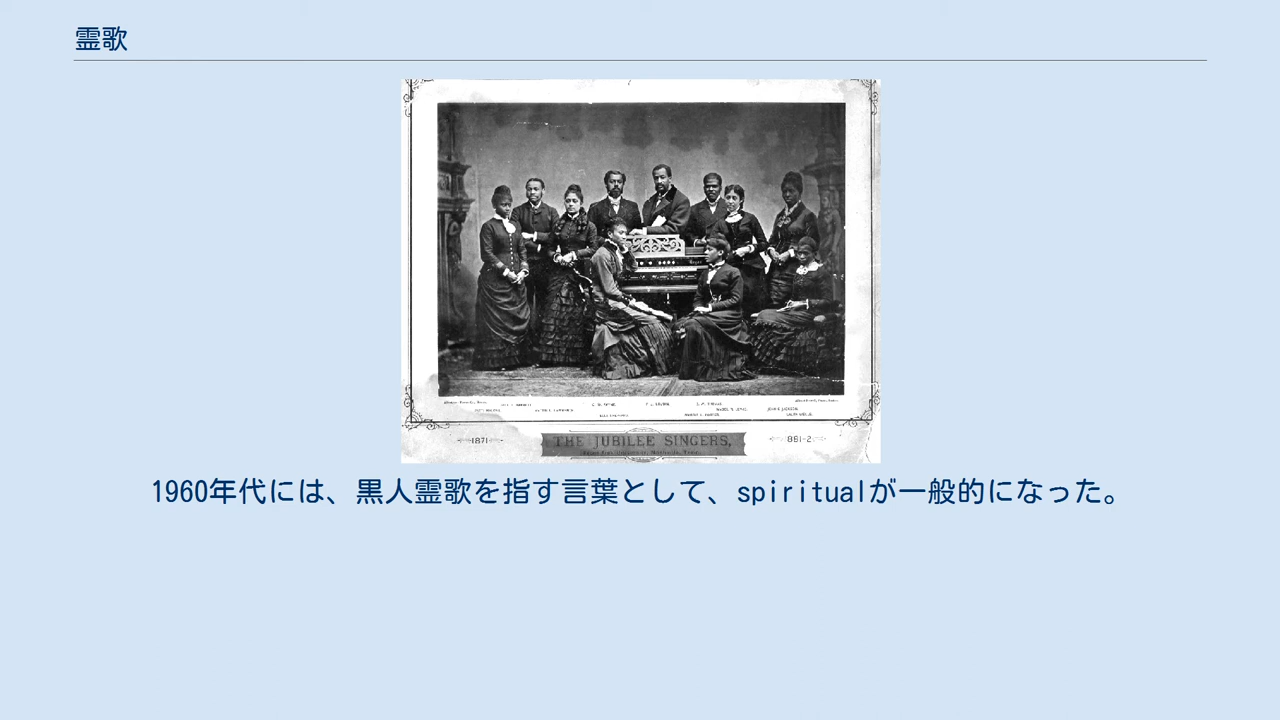 霊歌
1871
THE JUBILEE SINGERS,
881-2
1960年代には、黒人霊歌を指す言葉として、spiritualが一般的になった。